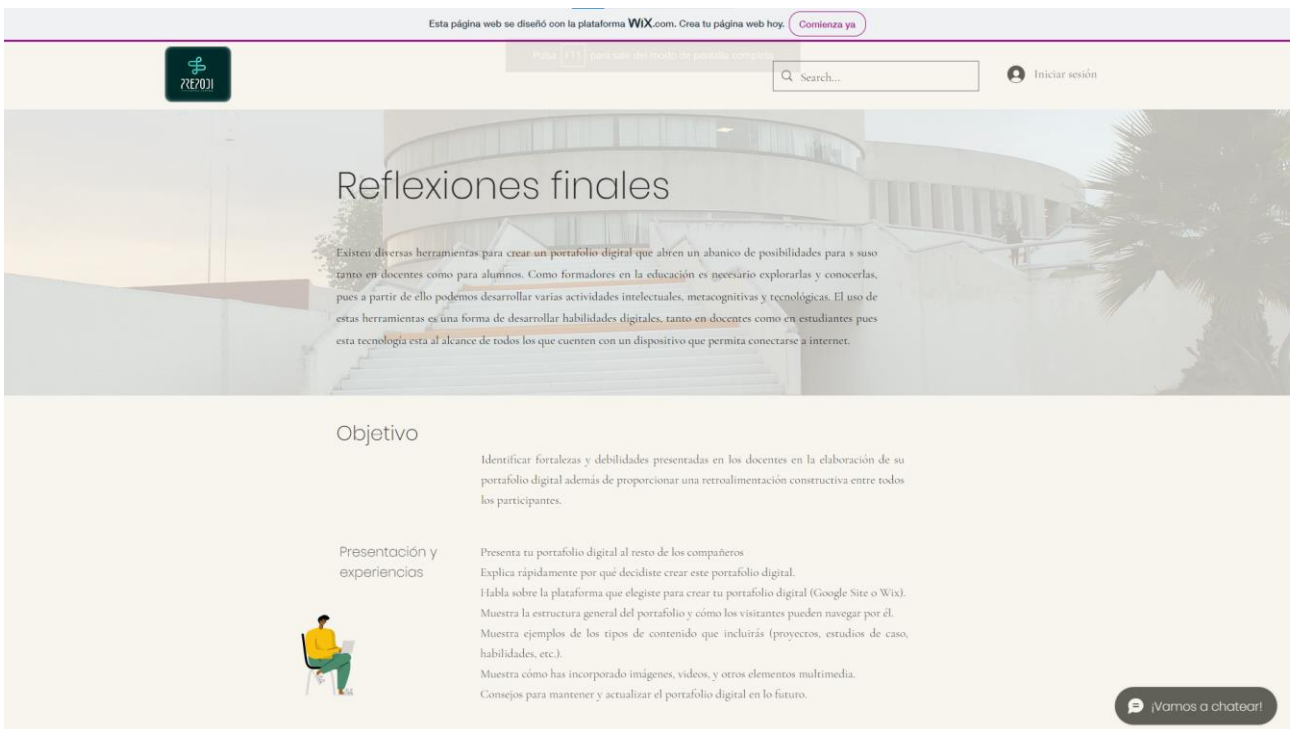 Esta página web se diseñó con la plataforma WiX.com. Crea tu página web hoy. Comienza ya
Pulsa F11 para salir del modo de pantalla completa
Search...
Iniciar sesión
Reflexiones finales
Existen diversas herramientas para crear un portafolio digital que abren un abanico de posibilidades para s suso
tanto en docentes como para alumnos. Como formadores en la educación es necesario explorarlas y conocerlas,
pues a partir de ello podemos desarrollar varias actividades intelectuales, metacognitivas y tecnológicas. El uso de
estas herramientas es una forma de desarrollar habilidades digitales, tanto en docentes como en estudiantes pues
esta tecnología esta al alcance de todos los que cuenten con un dispositivo que permita conectarse a internet.
Objetivo
Identificar fortalezas y debilidades presentadas en los docentes en la elaboración de su
portafolio digital además de proporcionar una retroalimentación constructiva entre todos
los participantes.
Presentación y
experiencias
Presenta tu portafolio digital al resto de los compañeros
Explica rápidamente por qué decidiste crear este portafolio digital.
Habla sobre la plataforma que elegiste para crear tu portafolio digital (Google Site o Wix).
Muestra la estructura general del portafolio y cómo los visitantes pueden navegar por él.
Muestra ejemplos de los tipos de contenido que incluirás (proyectos, estudios de caso,
habilidades, etc.).
Muestra cómo has incorporado imágenes, videos, y otros elementos multimedia.
Consejos para mantener y actualizar el portafolio digital en lo futuro.
¡Vamos a chatear!